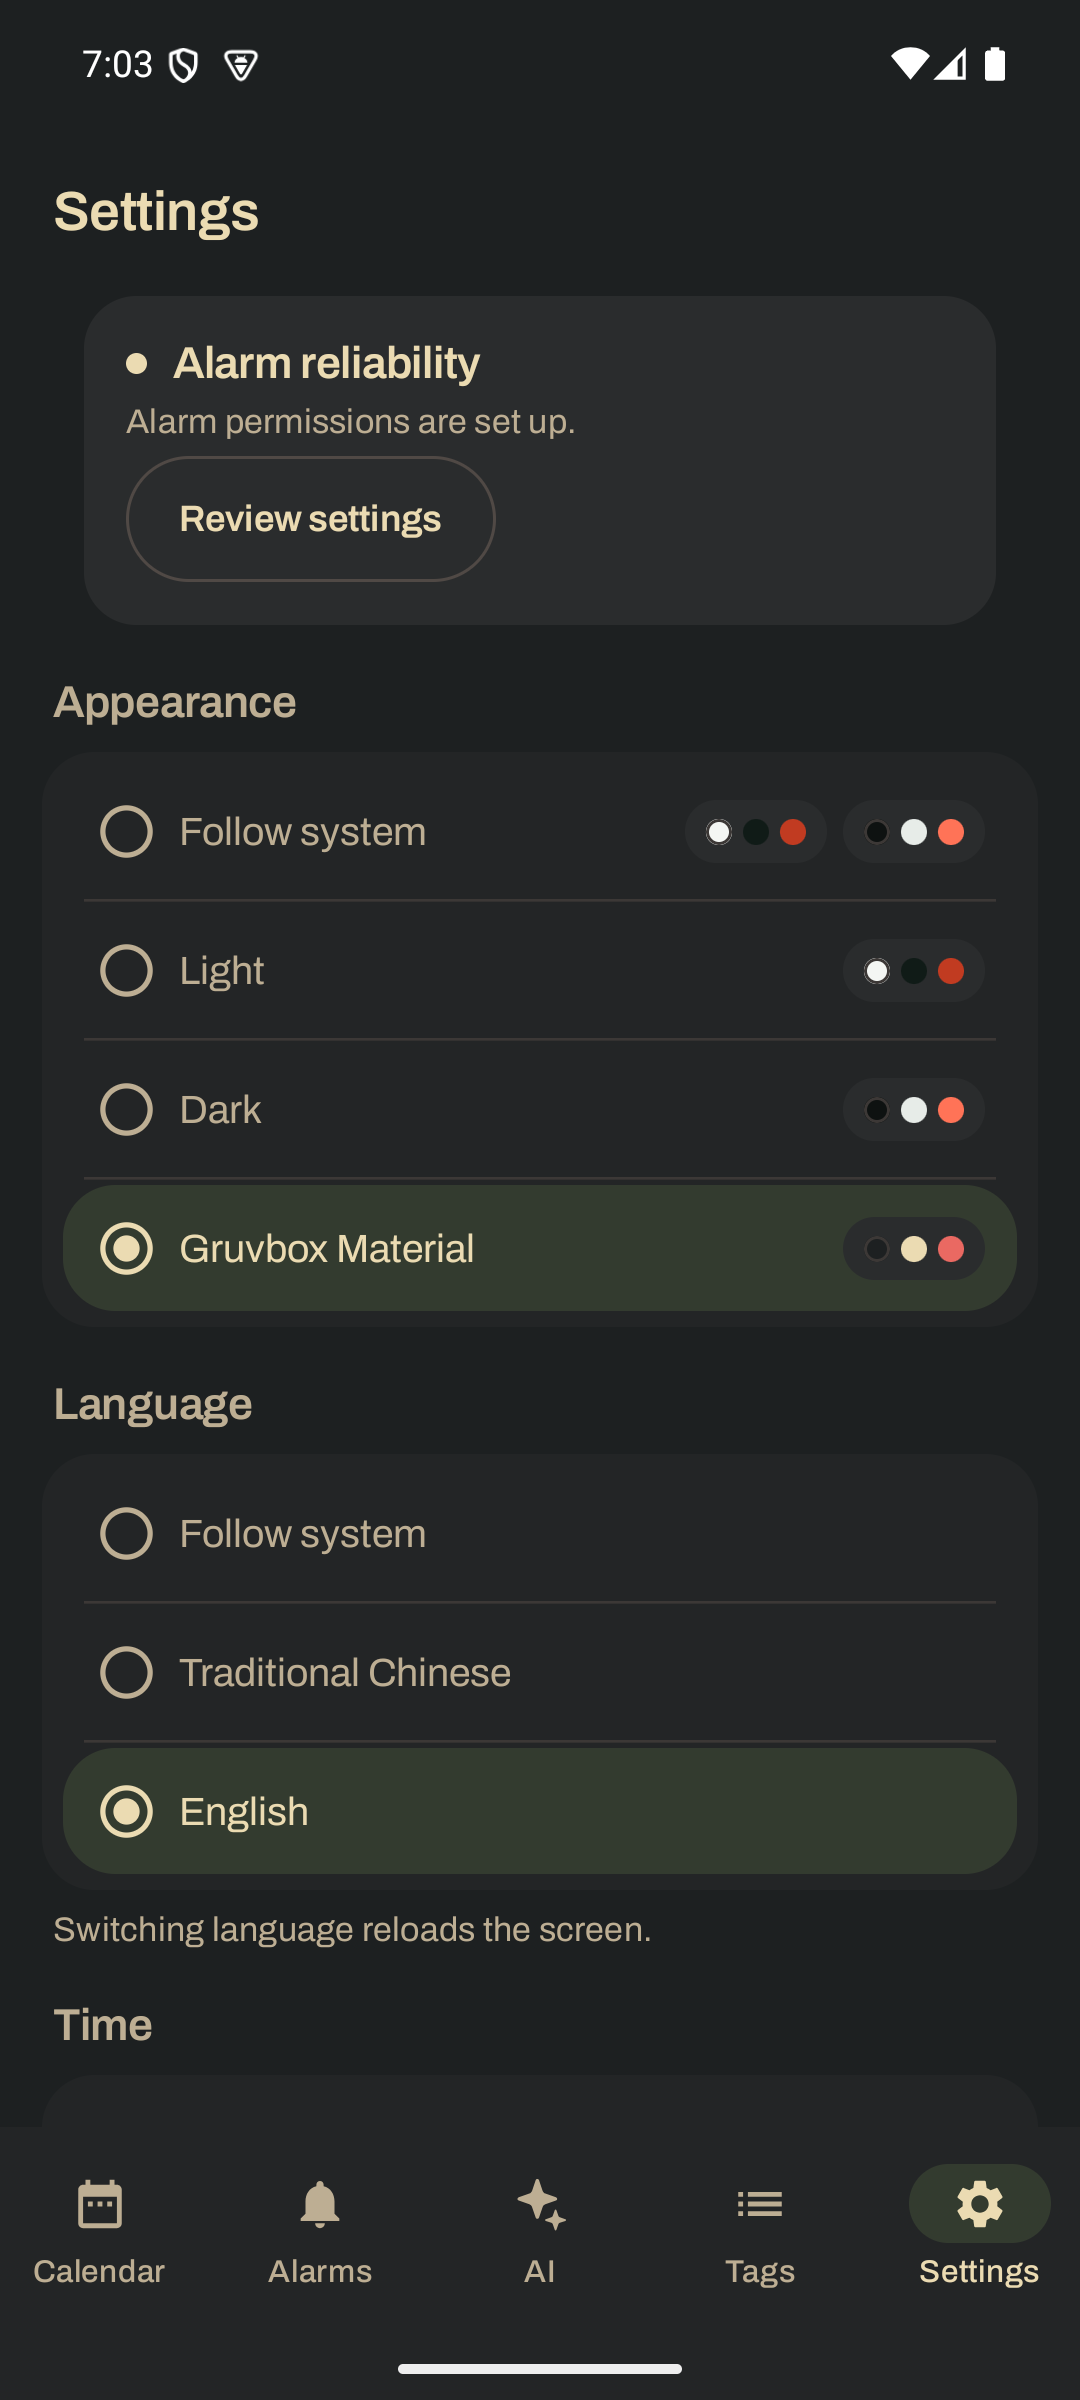 7:03
Settings
Alarm reliability
Alarm permissions are set up.
Review settings
Appearance
Follow system
Light
Dark
Gruvbox Material
Language
Follow system
Traditional Chinese
English
Switching language reloads the screen.
Time
Calendar
Alarms
AI
Tags
Settings